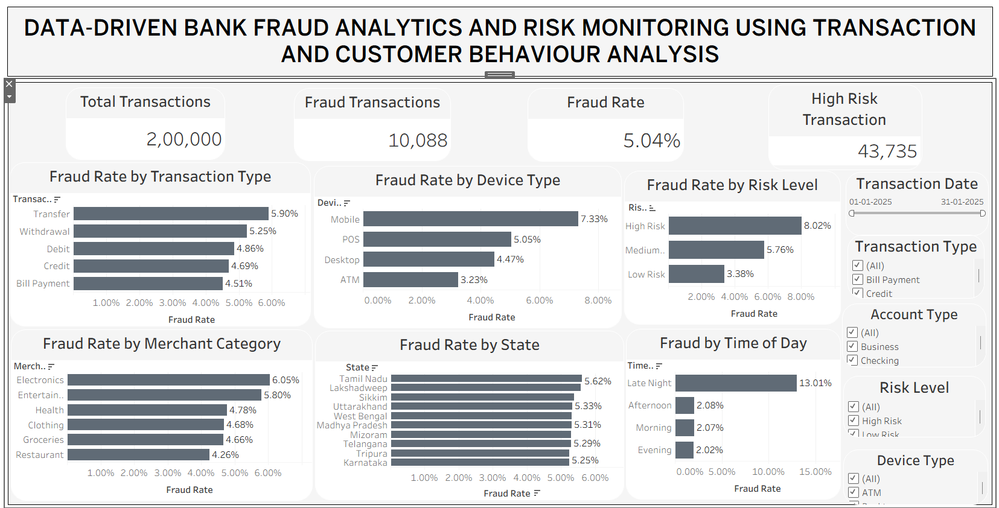 DATA-DRIVEN BANK FRAUD ANALYTICS AND RISK MONITORING USING TRANSACTION
AND CUSTOMER BEHAVIOUR ANALYSIS
Total Transactions
2,00,000
Fraud Transactions
10,088
Fraud Rate
5.04%
High Risk
Transaction
43,735
Fraud Rate by Transaction Type
Transac..
Transfer 5.90%
Withdrawal 5.25%
Debit 4.86%
Credit 4.69%
Bill Payment 4.51%
1.00% 2.00% 3.00% 4.00% 5.00% 6.00%
Fraud Rate
Fraud Rate by Device Type
Devi..
Mobile 7.33%
POS 5.05%
Desktop 4.47%
ATM 3.23%
0.00% 2.00% 4.00% 6.00% 8.00%
Fraud Rate
Fraud Rate by Risk Level
Ris..
High Risk 8.02%
Medium.. 5.76%
Low Risk 3.38%
2.00% 4.00% 6.00% 8.00%
Fraud Rate
Transaction Date
01-01-2025 31-01-2025
Transaction Type
(All)
Bill Payment
Credit
Account Type
(All)
Business
Checking
Risk Level
(All)
High Risk
Low Risk
Device Type
(All)
ATM
Fraud Rate by Merchant Category
Merch..
Electronics 6.05%
Entertain.. 5.80%
Health 4.78%
Clothing 4.68%
Groceries 4.66%
Restaurant 4.26%
1.00% 2.00% 3.00% 4.00% 5.00% 6.00%
Fraud Rate
Fraud Rate by State
State
Tamil Nadu 5.62%
Lakshadweep
Sikkim
Uttarakhand 5.33%
West Bengal
Madhya Pradesh 5.31%
Mizoram
Telangana 5.29%
Tripura
Karnataka 5.25%
1.00% 2.00% 3.00% 4.00% 5.00% 6.00%
Fraud Rate
Fraud by Time of Day
Time..
Late Night 13.01%
Afternoon 2.08%
Morning 2.07%
Evening 2.02%
0.00% 5.00% 10.00% 15.00%
Fraud Rate